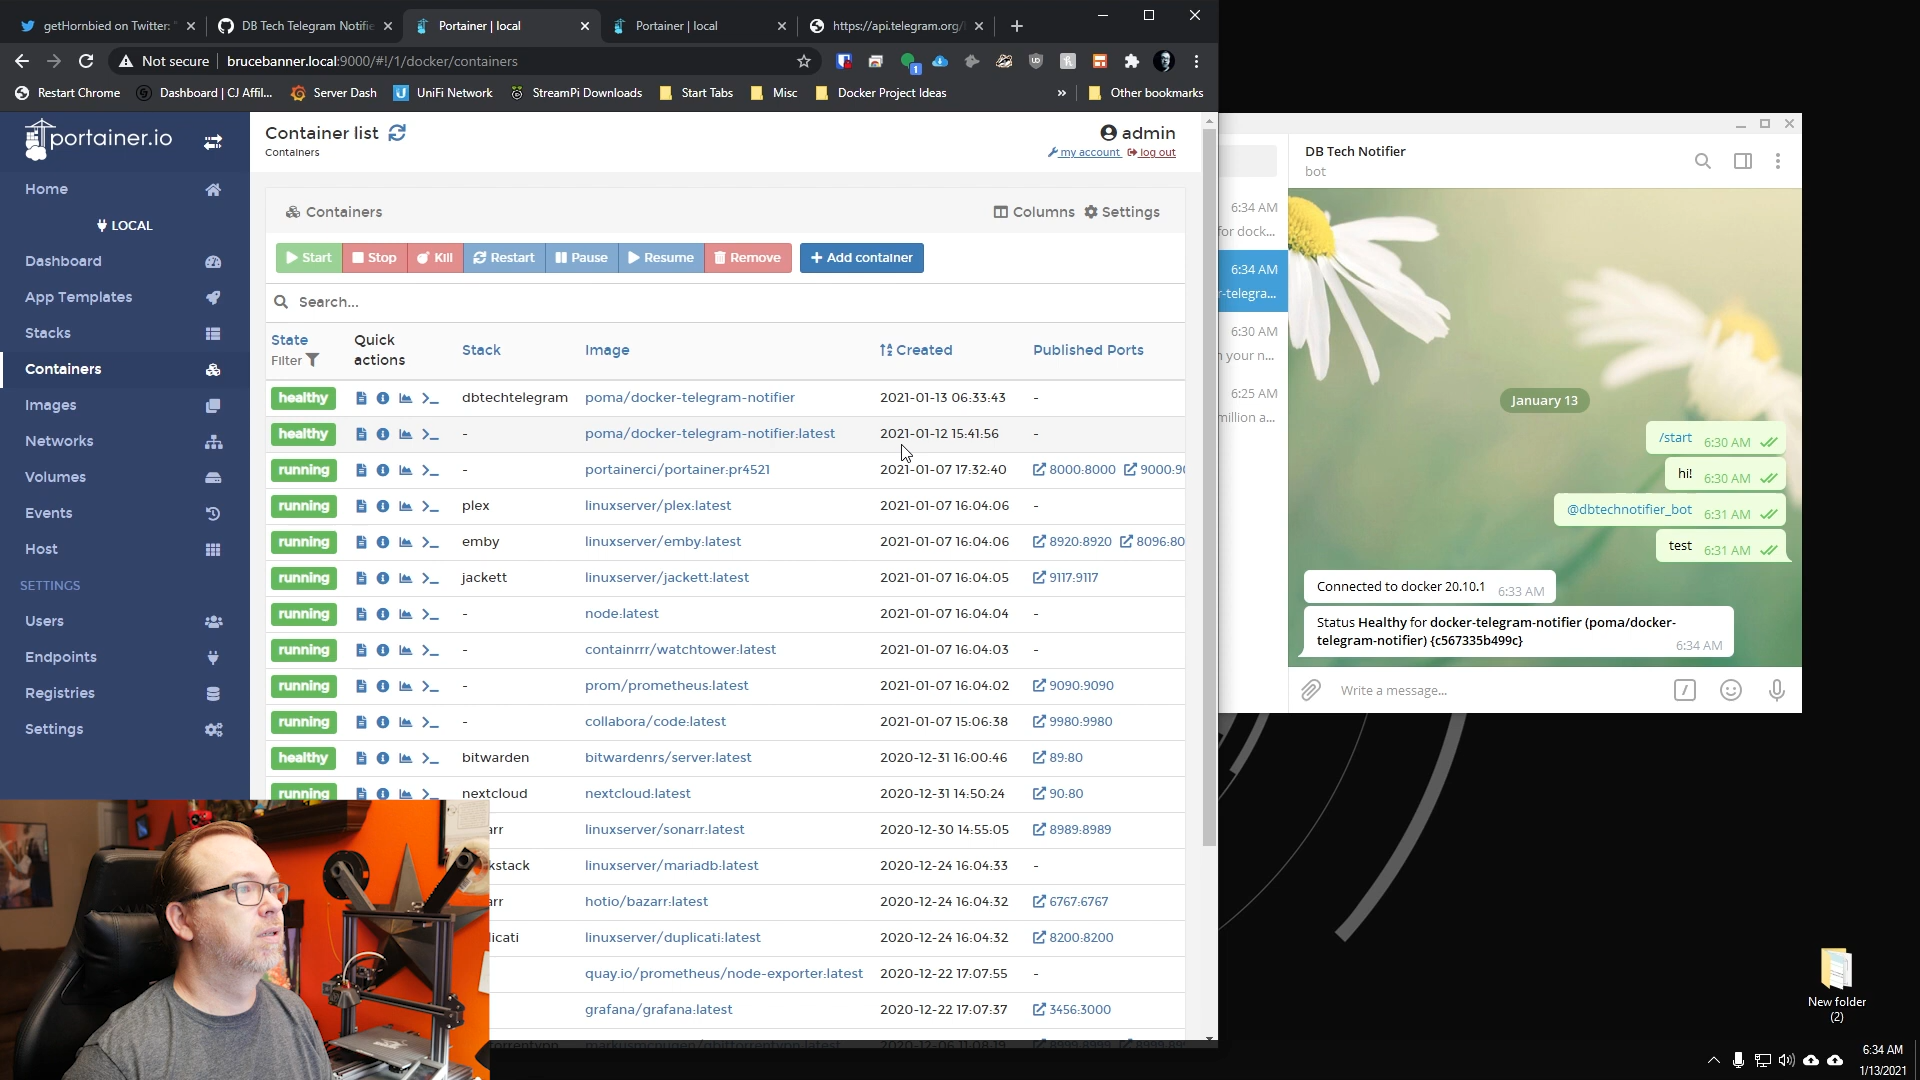 getHornbied on Twitter: "
DB Tech Telegram Notifie
Portainer | local
Portainer | local
https://api.telegram.org/
Not secure
brucebanner.local:9000/#!/1/docker/containers
Restart Chrome
Dashboard | CJ Affil...
Server Dash
UniFi Network
StreamPi Downloads
Start Tabs
Misc
Docker Project Ideas
»
Other bookmarks
portainer.io
Home
LOCAL
Dashboard
App Templates
Stacks
Containers
Images
Networks
Volumes
Events
Host
SETTINGS
Users
Endpoints
Registries
Settings
Container list
Containers
admin
my account
log out
Containers
Columns
Settings
Start
Stop
Kill
Restart
Pause
Resume
Remove
+ Add container
Search...
State
Filter
Quick actions
Stack
Image
Created
Published Ports
healthy dbtechtelegram poma/docker-telegram-notifier 2021-01-13 06:33:43 -
healthy - poma/docker-telegram-notifier:latest 2021-01-12 15:41:56 -
running - portainerci/portainer:pr4521 2021-01-07 17:32:40 8000:8000 9000:90
running plex linuxserver/plex:latest 2021-01-07 16:04:06 -
running emby linuxserver/emby:latest 2021-01-07 16:04:06 8920:8920 8096:80
running jackett linuxserver/jackett:latest 2021-01-07 16:04:05 9117:9117
running - node:latest 2021-01-07 16:04:04 -
running - containrrr/watchtower:latest 2021-01-07 16:04:03 -
running - prom/prometheus:latest 2021-01-07 16:04:02 9090:9090
running - collabora/code:latest 2021-01-07 15:06:38 9980:9980
healthy bitwarden bitwardenrs/server:latest 2020-12-31 16:00:46 89:80
running nextcloud nextcloud:latest 2020-12-31 14:50:24 90:80
arr linuxserver/sonarr:latest 2020-12-30 14:55:05 8989:8989
kstack linuxserver/mariadb:latest 2020-12-24 16:04:33 -
arr hotio/bazarr:latest 2020-12-24 16:04:32 6767:6767
licati linuxserver/duplicati:latest 2020-12-24 16:04:32 8200:8200
quay.io/prometheus/node-exporter:latest 2020-12-22 17:07:55 -
grafana/grafana:latest 2020-12-22 17:07:37 3456:3000
6:34 AM
for dock...
6:34 AM
r-telegra...
6:30 AM
n your n...
6:25 AM
million a...
DB Tech Notifier
bot
January 13
/start 6:30 AM
hi! 6:30 AM
@dbtechnotifier_bot 6:31 AM
test 6:31 AM
Connected to docker 20.10.1 6:33 AM
Status Healthy for docker-telegram-notifier (poma/docker-
telegram-notifier) {c567335b499c} 6:34 AM
Write a message...
New folder
(2)
6:34 AM
1/13/2021